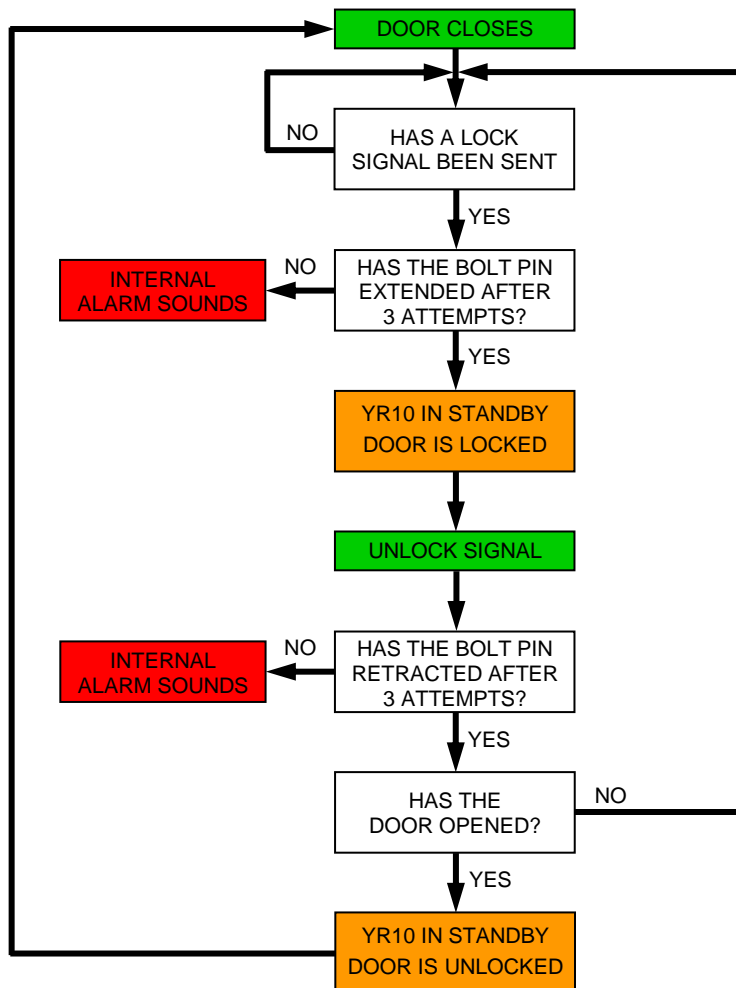 DOOR CLOSES
NO
HAS A LOCK
SIGNAL BEEN SENT
YES
INTERNAL
ALARM SOUNDS
NO
HAS THE BOLT PIN
EXTENDED AFTER
3 ATTEMPTS?
YES
YR10 IN STANDBY
DOOR IS LOCKED
UNLOCK SIGNAL
INTERNAL
ALARM SOUNDS
NO
HAS THE BOLT PIN
RETRACTED AFTER
3 ATTEMPTS?
YES
HAS THE
DOOR OPENED?
NO
YES
YR10 IN STANDBY
DOOR IS UNLOCKED